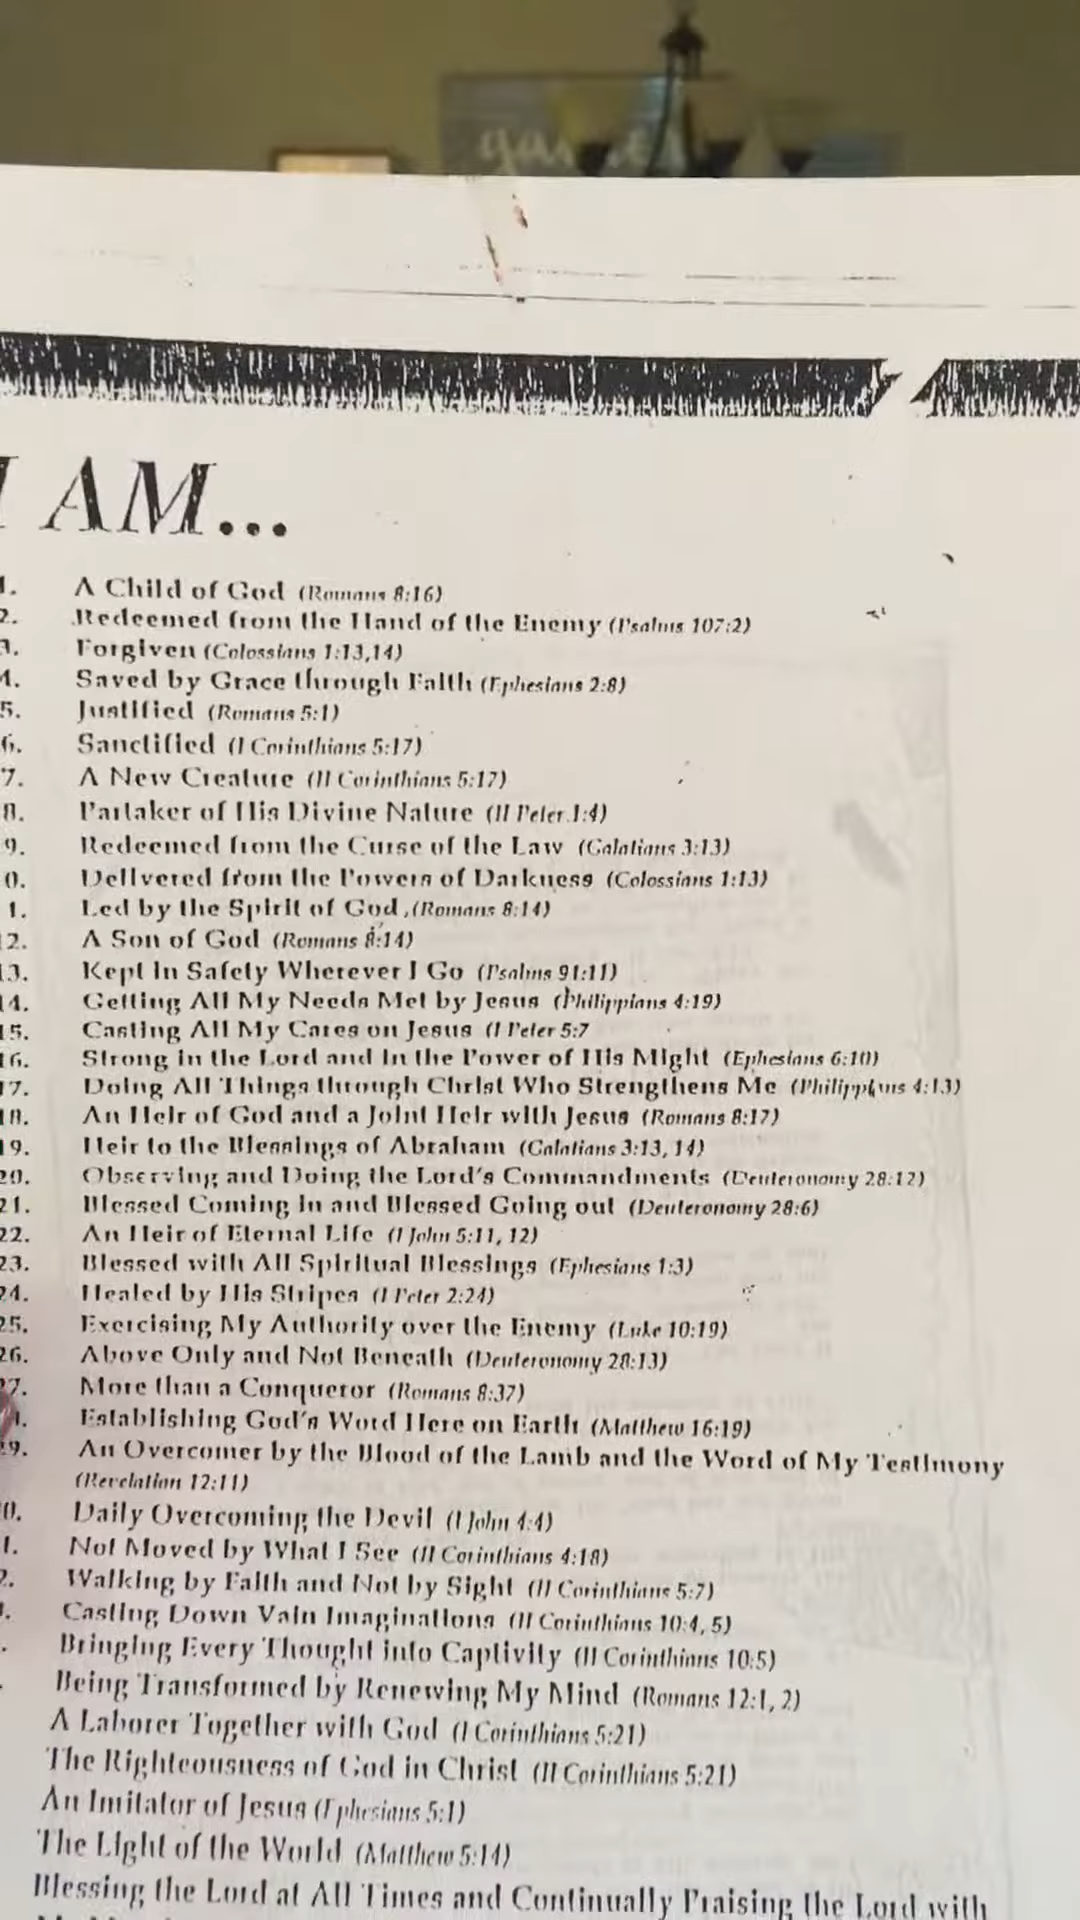 I AM...
1. A Child of God (Romans 8:16)
2. Redeemed from the Hand of the Enemy (Psalms 107:2)
3. Forgiven (Colossians 1:13,14)
4. Saved by Grace through Faith (Ephesians 2:8)
5. Justified (Romans 5:1)
6. Sanctified (I Corinthians 5:17)
7. A New Creature (II Corinthians 5:17)
8. Partaker of His Divine Nature (II Peter 1:4)
9. Redeemed from the Curse of the Law (Galatians 3:13)
0. Delivered from the Powers of Darkness (Colossians 1:13)
1. Led by the Spirit of God (Romans 8:14)
12. A Son of God (Romans 8:14)
13. Kept In Safety Wherever I Go (Psalms 91:11)
14. Getting All My Needs Met by Jesus (Philippians 4:19)
15. Casting All My Cares on Jesus (I Peter 5:7
16. Strong in the Lord and in the Power of His Might (Ephesians 6:10)
17. Doing All Things through Christ Who Strengthens Me (Philippians 4:13)
18. An Heir of God and a Joint Heir with Jesus (Romans 8:17)
19. Heir to the Blessings of Abraham (Galatians 3:13, 14)
20. Observing and Doing the Lord's Commandments (Deuteronomy 28:12)
21. Blessed Coming in and Blessed Going out (Deuteronomy 28:6)
22. An Heir of Eternal Life (I John 5:11, 12)
23. Blessed with All Spiritual Blessings (Ephesians 1:3)
24. Healed by His Stripes (I Peter 2:24)
25. Exercising My Authority over the Enemy (Luke 10:19)
26. Above Only and Not Beneath (Deuteronomy 28:13)
27. More than a Conqueror (Romans 8:37)
Establishing God's Word Here on Earth (Matthew 16:19)
29. An Overcomer by the Blood of the Lamb and the Word of My Testimony
(Revelation 12:11)
0. Daily Overcoming the Devil (I John 4:4)
1. Not Moved by What I See (II Corinthians 4:18)
2. Walking by Faith and Not by Sight (II Corinthians 5:7)
Casting Down Vain Imaginations (II Corinthians 10:4, 5)
Bringing Every Thought into Captivity (II Corinthians 10:5)
Being Transformed by Renewing My Mind (Romans 12:1, 2)
A Laborer Together with God (I Corinthians 5:21)
The Righteousness of God in Christ (II Corinthians 5:21)
An Imitator of Jesus (Ephesians 5:1)
The Light of the World (Matthew 5:14)
Blessing the Lord at All Times and Continually Praising the Lord with